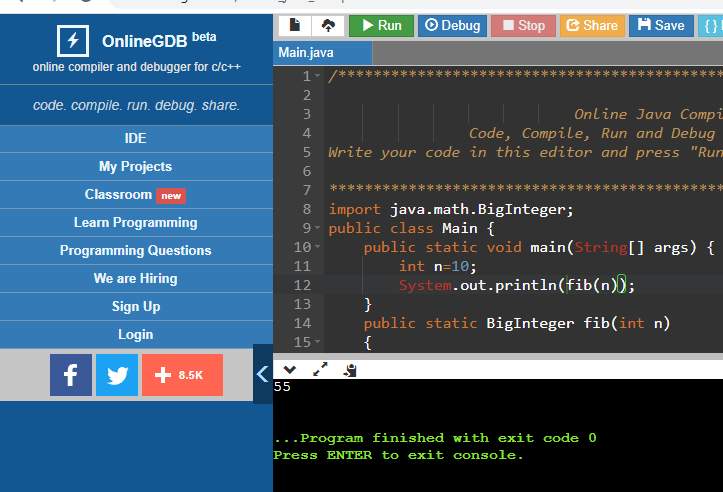 OnlineGDB beta
online compiler and debugger for c/c++
code. compile. run. debug. share.
IDE
My Projects
Classroom new
Learn Programming
Programming Questions
We are Hiring
Sign Up
Login
8.5K
Run Debug Stop Share Save { }
Main.java
1 /********************************************
2
3 Online Java Compi
4 Code, Compile, Run and Debug
5 Write your code in this editor and press "Run
6
7 ********************************************
8 import java.math.BigInteger;
9 public class Main {
10 public static void main(String[] args) {
11 int n=10;
12 System.out.println(fib(n));
13 }
14 public static BigInteger fib(int n)
15 {
55
...Program finished with exit code 0
Press ENTER to exit console.